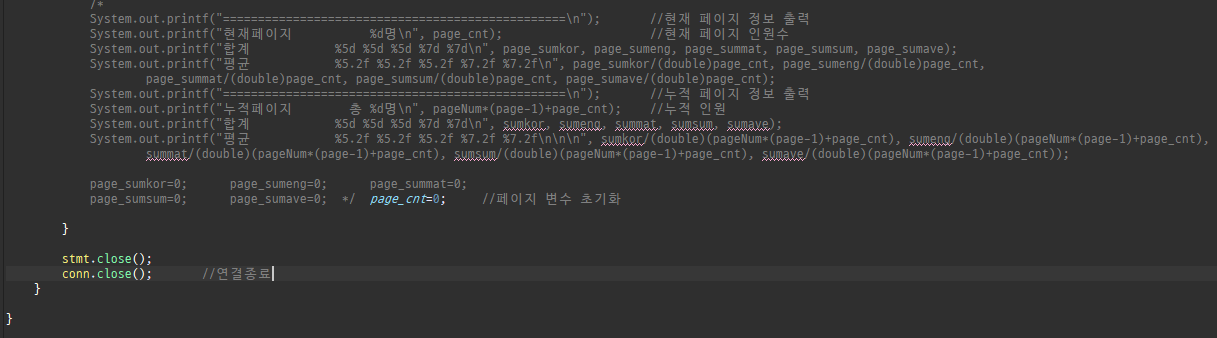 /*
System.out.printf("=================================================\n");       //현재 페이지 정보 출력
System.out.printf("현재페이지           %d명\n", page_cnt);                     //현재 페이지 인원수
System.out.printf("합계            %5d %5d %5d %7d %7d\n", page_sumkor, page_sumeng, page_summat, page_sumsum, page_sumave);
System.out.printf("평균            %5.2f %5.2f %5.2f %7.2f %7.2f\n", page_sumkor/(double)page_cnt, page_sumeng/(double)page_cnt,
page_summat/(double)page_cnt, page_sumsum/(double)page_cnt, page_sumave/(double)page_cnt);
System.out.printf("=================================================\n");       //누적 페이지 정보 출력
System.out.printf("누적페이지        총 %d명\n", pageNum*(page-1)+page_cnt);    //누적 인원
System.out.printf("합계            %5d %5d %5d %7d %7d\n", sumkor, sumeng, summat, sumsum, sumave);
System.out.printf("평균            %5.2f %5.2f %5.2f %7.2f %7.2f\n\n\n", sumkor/(double)(pageNum*(page-1)+page_cnt), sumeng/(double)(pageNum*(page-1)+page_cnt),
summat/(double)(pageNum*(page-1)+page_cnt), sumsum/(double)(pageNum*(page-1)+page_cnt), sumave/(double)(pageNum*(page-1)+page_cnt));
page_sumkor=0;      page_sumeng=0;      page_summat=0;
page_sumsum=0;      page_sumave=0;  */  page_cnt=0;     //페이지 변수 초기화
}
stmt.close();
conn.close();       //연결종료
}
}